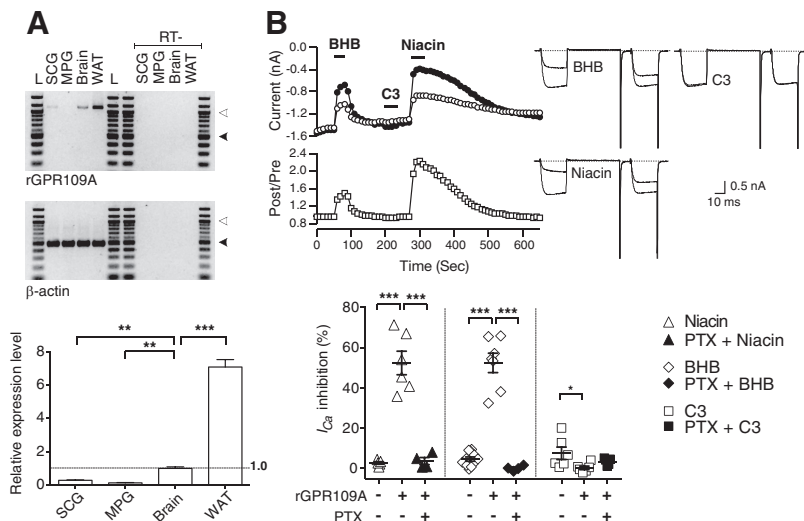 A
RT-
L SCG MPG Brain WAT L SCG MPG Brain WAT
rGPR109A
β-actin
Relative expression level
8
6
4
2
0
** ** ***
1.0
SCG MPG Brain WAT
B
BHB
C3
Niacin
Current (nA)
0.0
-0.4
-0.8
-1.2
-1.6
Post/Pre
2.4
2.0
1.6
1.2
0.8
0 100 200 300 400 500 600
Time (Sec)
BHB
C3
Niacin
0.5 nA
10 ms
ICa inhibition (%)
80
60
40
20
0
*** *** *** *** *
rGPR109A - + + - + + - + +
PTX - - + - - + - - +
Niacin
PTX + Niacin
BHB
PTX + BHB
C3
PTX + C3